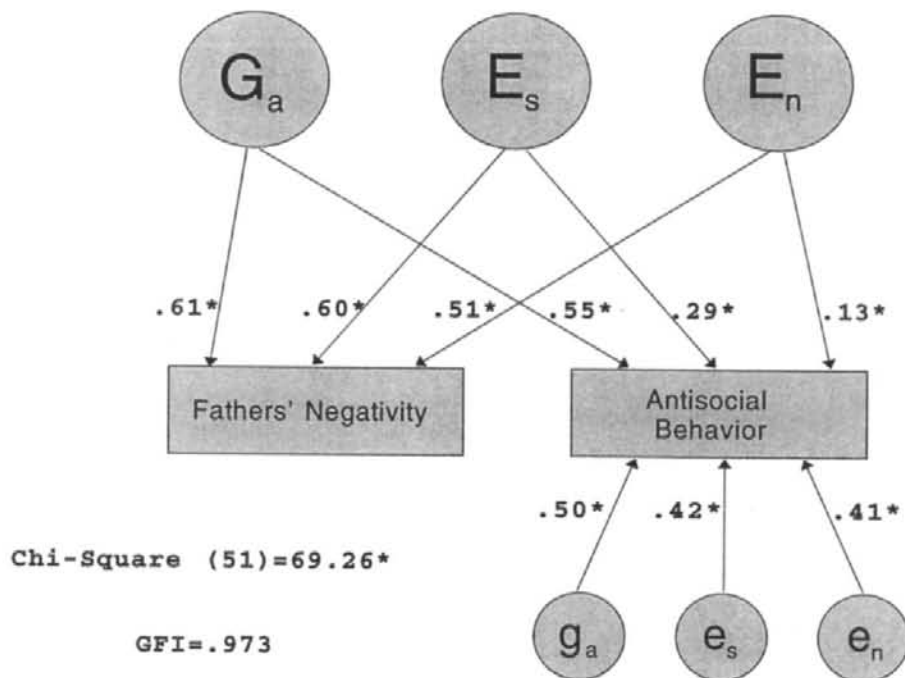 Ga Es En
.61* .60* .51* .55* .29* .13*
Fathers' Negativity
Antisocial
Behavior
.50* .42* .41*
Chi-Square (51)=69.26*
GFI=.973
ga es en